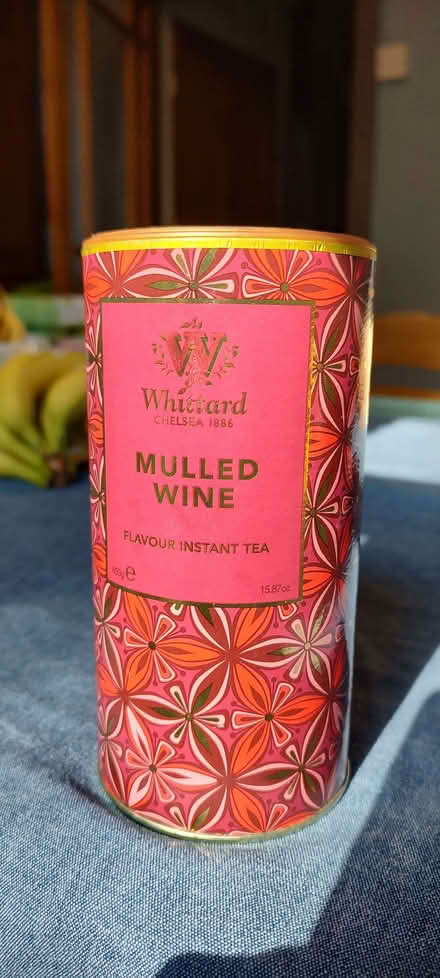 W
Whittard
CHELSEA 1886
MULLED
WINE
FLAVOUR INSTANT TEA
450g e 15.87oz